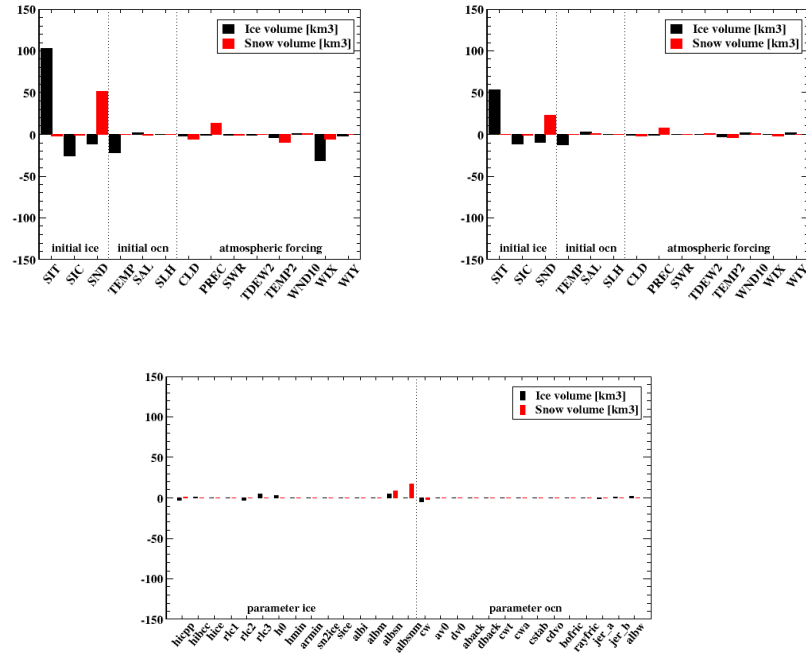 150
100
50
0
-50
-100
-150
Ice volume [km3]
Snow volume [km3]
initial ice
initial ocn
atmospheric forcing
SIT
SIC
SND
TEMP
SAL
SLH
CLD
PREC
SWR
TDEW2
TEMP2
WND10
WIX
WIY
150
100
50
0
-50
-100
-150
Ice volume [km3]
Snow volume [km3]
initial ice
initial ocn
atmospheric forcing
SIT
SIC
SND
TEMP
SAL
SLH
CLD
PREC
SWR
TDEW2
TEMP2
WND10
WIX
WIY
150
100
50
0
-50
-100
-150
Ice volume [km3]
Snow volume [km3]
parameter ice
parameter ocn
hicpp
hibcc
hice
rlc1
rlc2
rlc3
h0
hmin
armin
sn2ice
sice
albi
albm
albsn
albsnm
cw
av0
dv0
aback
dback
cwt
cwa
cstab
cdvo
bofric
rayfric
jer_a
jer_b
albw